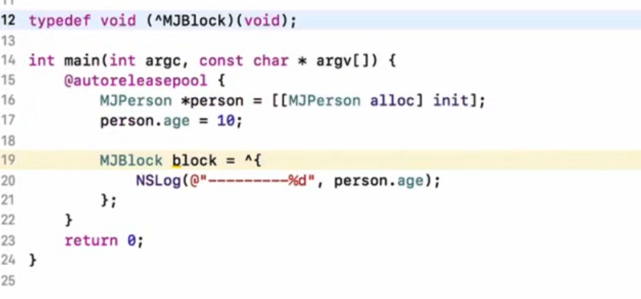 12 typedef void (^MJBlock)(void);
13
14 int main(int argc, const char * argv[]) {
15     @autoreleasepool {
16         MJPerson *person = [[MJPerson alloc] init];
17         person.age = 10;
18
19         MJBlock block = ^{
20             NSLog(@"---------%d", person.age);
21         };
22     }
23     return 0;
24 }
25